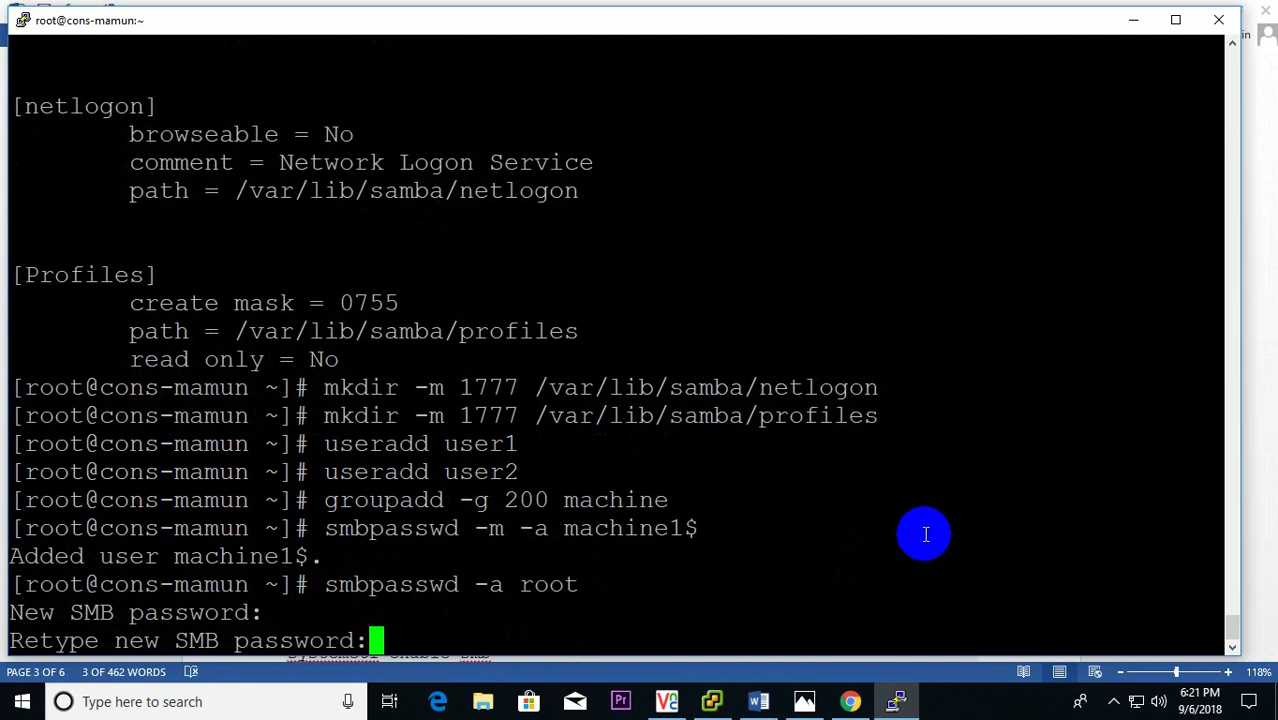 root@cons-mamun:~
in
[netlogon]
browseable = No
comment = Network Logon Service
path = /var/lib/samba/netlogon
[Profiles]
create mask = 0755
path = /var/lib/samba/profiles
read only = No
[root@cons-mamun ~]# mkdir -m 1777 /var/lib/samba/netlogon
[root@cons-mamun ~]# mkdir -m 1777 /var/lib/samba/profiles
[root@cons-mamun ~]# useradd user1
[root@cons-mamun ~]# useradd user2
[root@cons-mamun ~]# groupadd -g 200 machine
[root@cons-mamun ~]# smbpasswd -m -a machine1$
Added user machine1$.
[root@cons-mamun ~]# smbpasswd -a root
New SMB password:
Retype new SMB password:
PAGE 3 OF 6 3 OF 462 WORDS
118%
Type here to search
6:21 PM
9/6/2018